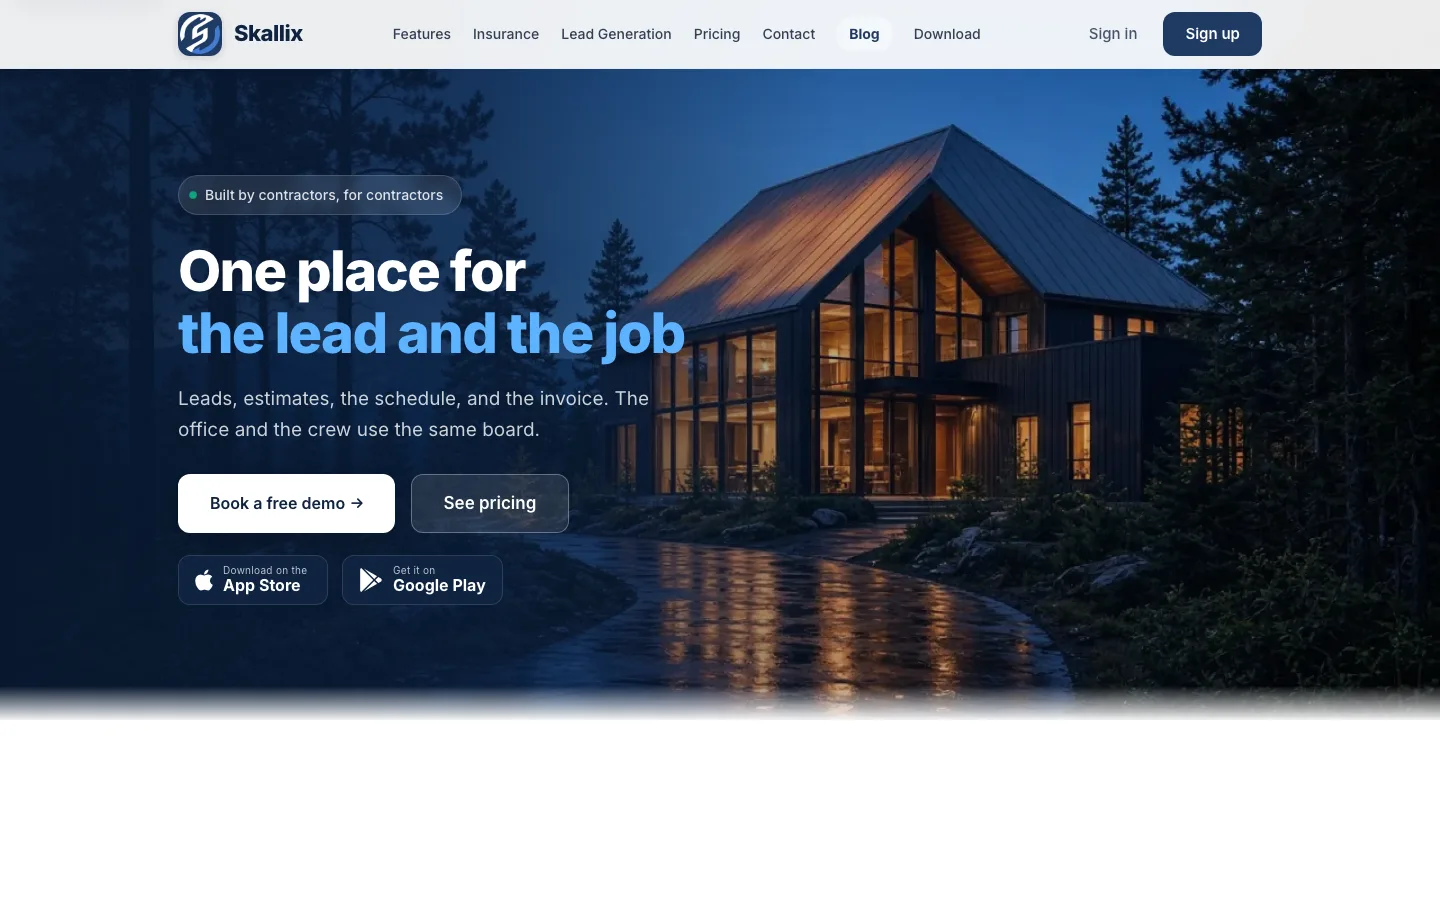 Skallix
Features
Insurance
Lead Generation
Pricing
Contact
Blog
Download
Sign in
Sign up
Built by contractors, for contractors
One place for
the lead and the job
Leads, estimates, the schedule, and the invoice. The
office and the crew use the same board.
Book a free demo →
See pricing
Download on the
App Store
Get it on
Google Play